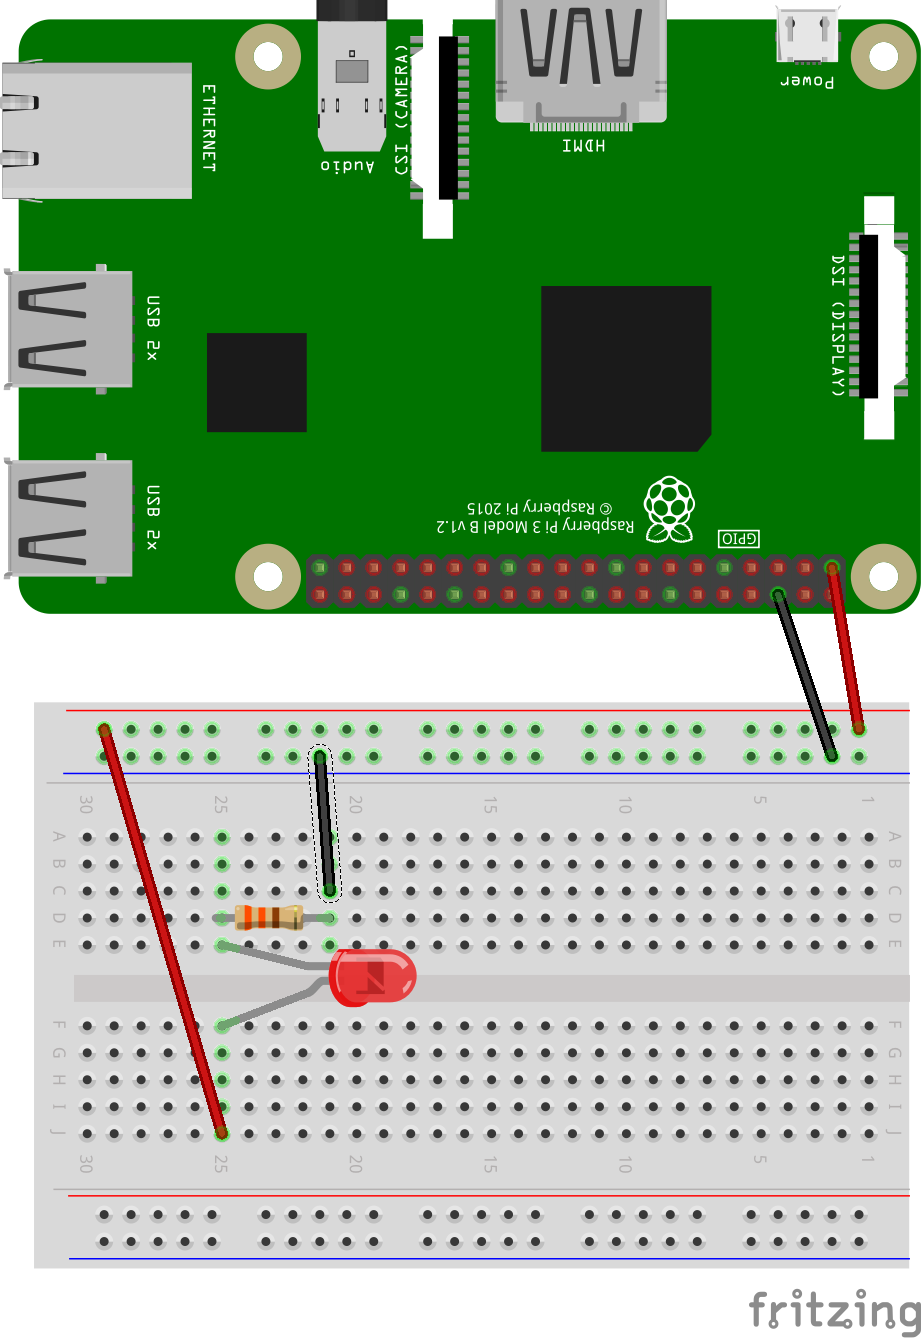 Power
ETHERNET
Audio
CSI (CAMERA)
HDMI
DSI (DISPLAY)
USB 2x
USB 2x
© Raspberry Pi 2015
Raspberry Pi 3 Model B v1.2
GPIO
30 25 20 15 10 5 1
A A
B B
C C
D D
E E
F F
G G
H H
I I
J J
30 25 20 15 10 5 1
fritzing